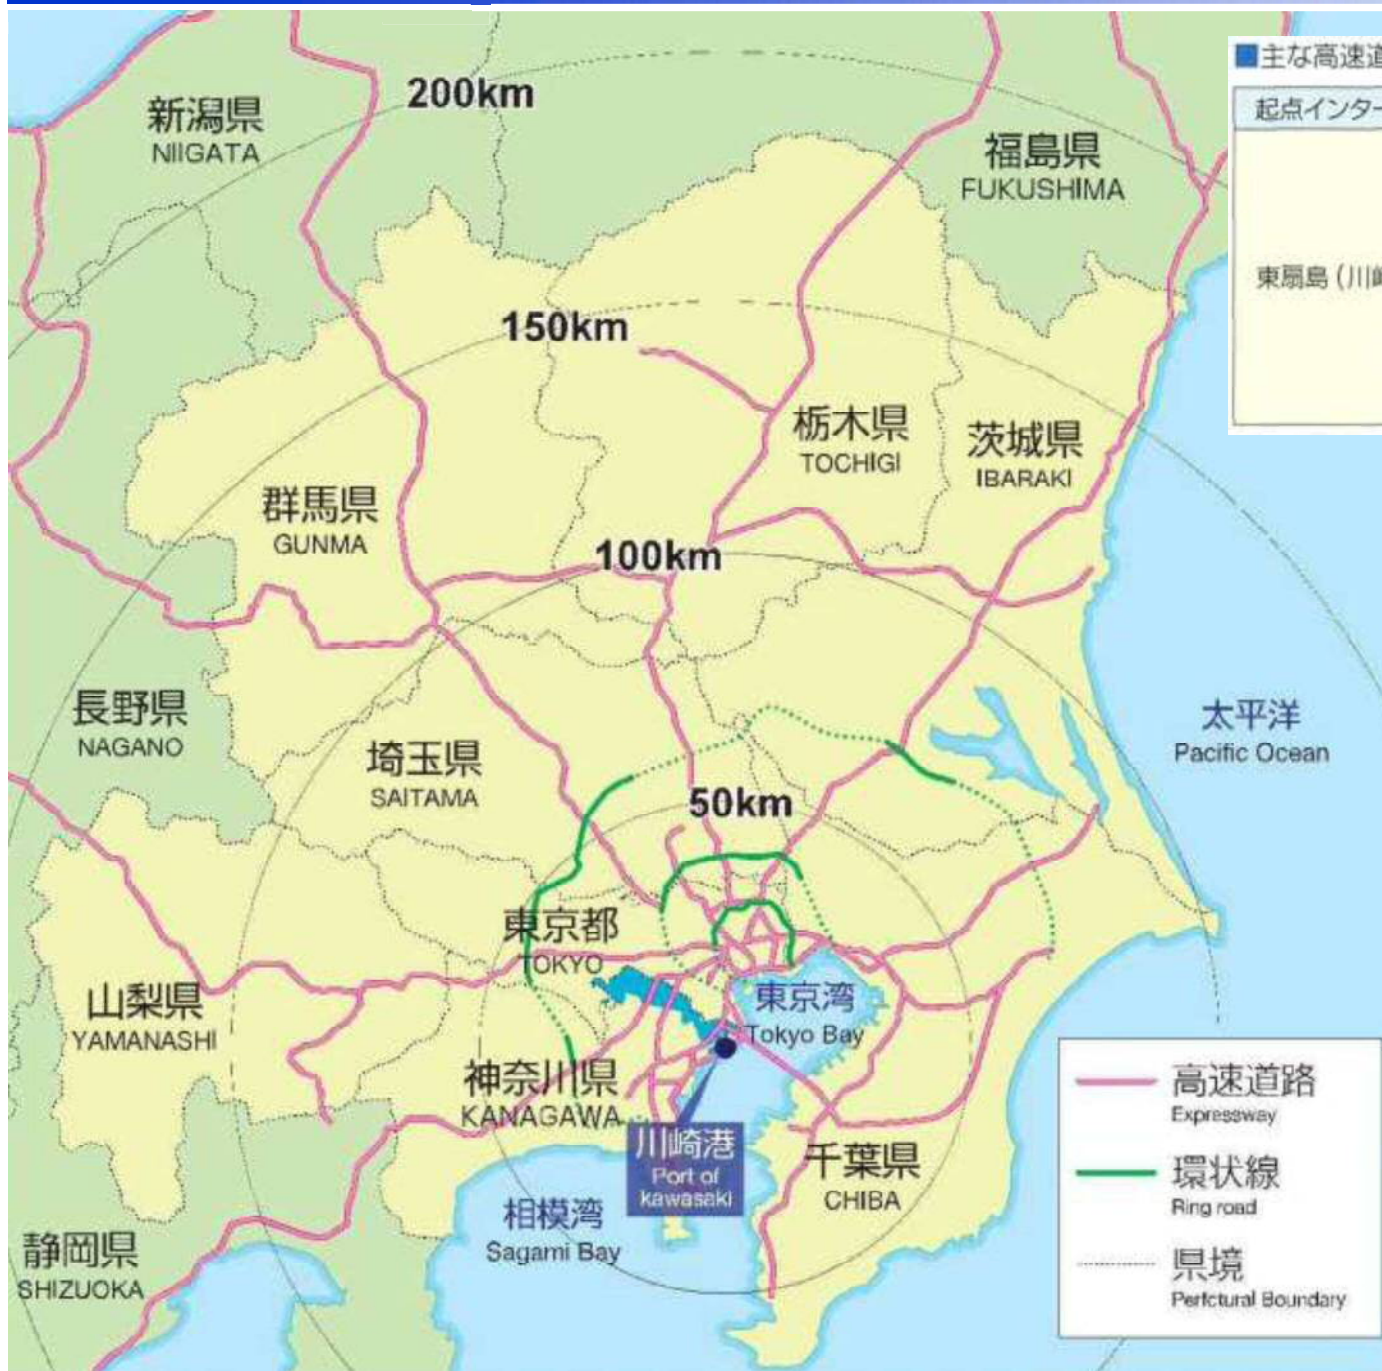 200km
新潟県
NIIGATA
福島県
FUKUSHIMA
■主な高速道
起点インター
東扇島(川崎
150km
栃木県
TOCHIGI
茨城県
IBARAKI
群馬県
GUNMA
100km
長野県
NAGANO
埼玉県
SAITAMA
太平洋
Pacific Ocean
50km
東京都
TOKYO
山梨県
YAMANASHI
東京湾
Tokyo Bay
神奈川県
KANAGAWA
川崎港
Port of
kawasaki
千葉県
CHIBA
相模湾
Sagami Bay
静岡県
SHIZUOKA
高速道路
Expressway
環状線
Ring road
県境
Perfctural Boundary